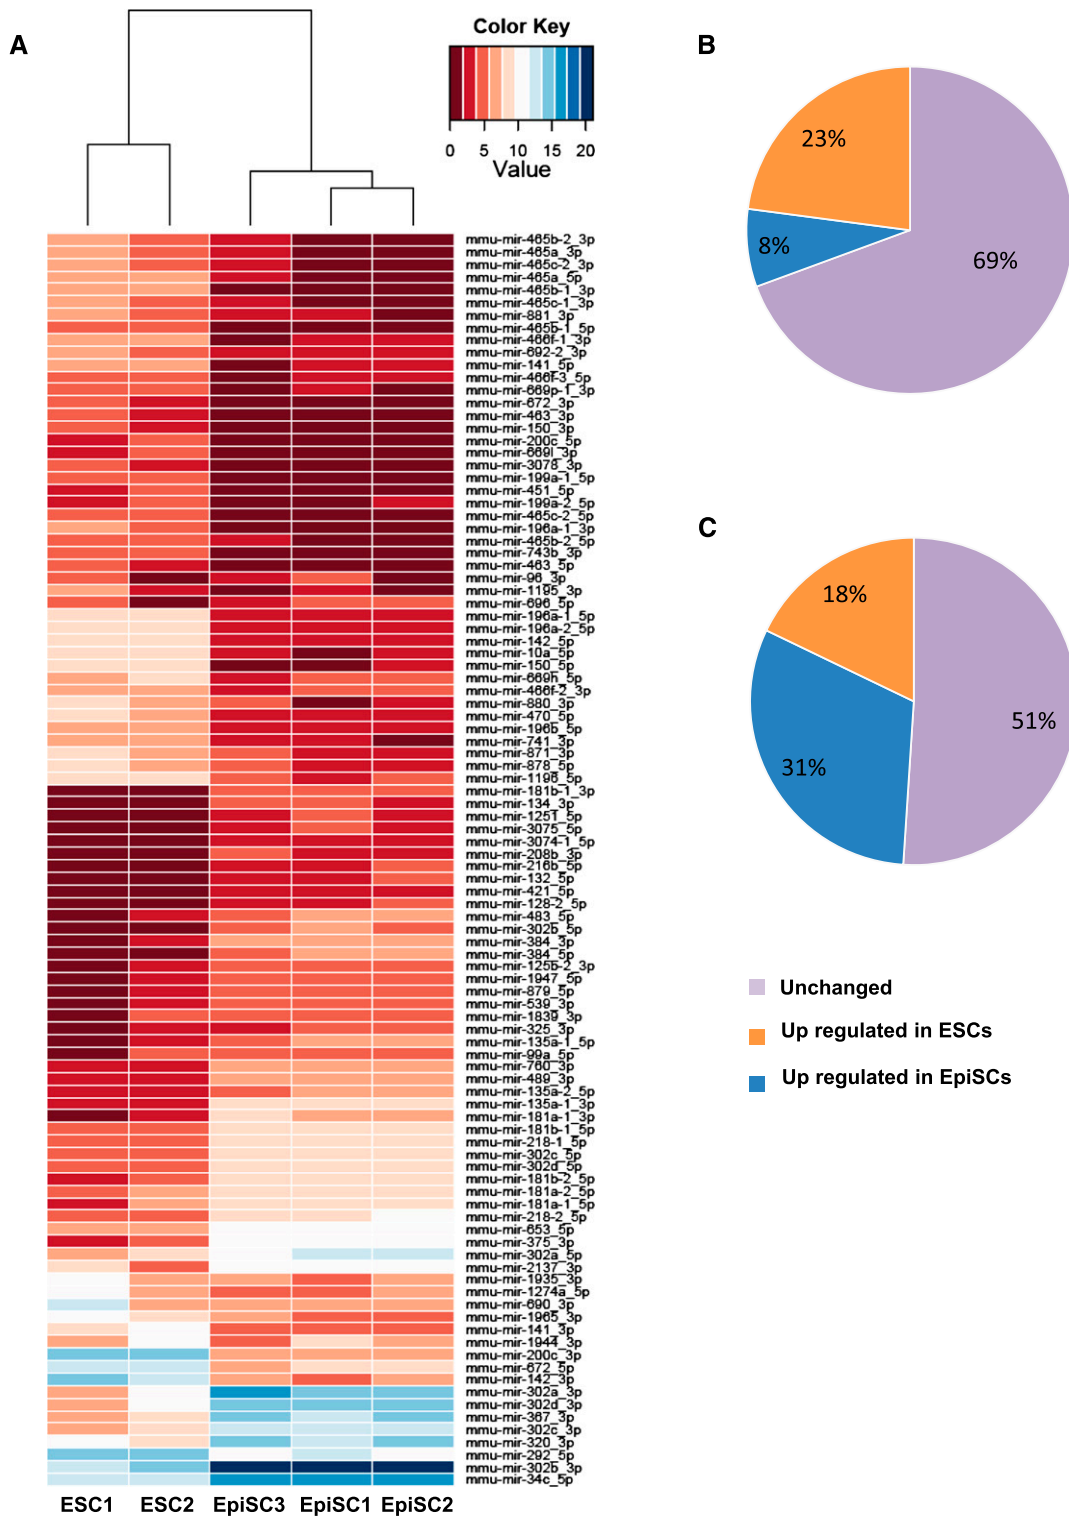 A
Color Key
0 5 10 15 20
Value
mmu-mir-465b-2_3p
mmu-mir-465a_3p
mmu-mir-465c-2_3p
mmu-mir-465a_5p
mmu-mir-465b-1_3p
mmu-mir-465c-1_3p
mmu-mir-881_3p
mmu-mir-465b-1_5p
mmu-mir-466f-1_3p
mmu-mir-692-2_3p
mmu-mir-141_5p
mmu-mir-466f-3_5p
mmu-mir-669p-1_3p
mmu-mir-672_3p
mmu-mir-463_3p
mmu-mir-150_3p
mmu-mir-200c_5p
mmu-mir-669l_3p
mmu-mir-3078_3p
mmu-mir-199a-1_5p
mmu-mir-451_5p
mmu-mir-199a-2_5p
mmu-mir-465c-2_5p
mmu-mir-196a-1_3p
mmu-mir-465b-2_5p
mmu-mir-743b_3p
mmu-mir-463_5p
mmu-mir-96_3p
mmu-mir-1195_3p
mmu-mir-696_5p
mmu-mir-196a-1_5p
mmu-mir-196a-2_5p
mmu-mir-142_5p
mmu-mir-10a_5p
mmu-mir-150_5p
mmu-mir-669h_5p
mmu-mir-466f-2_3p
mmu-mir-880_3p
mmu-mir-470_5p
mmu-mir-196b_5p
mmu-mir-741_3p
mmu-mir-871_3p
mmu-mir-878_5p
mmu-mir-1198_5p
mmu-mir-181b-1_3p
mmu-mir-134_3p
mmu-mir-1251_5p
mmu-mir-3075_5p
mmu-mir-3074-1_5p
mmu-mir-208b_3p
mmu-mir-216b_5p
mmu-mir-132_5p
mmu-mir-421_5p
mmu-mir-128-2_5p
mmu-mir-483_5p
mmu-mir-302b_5p
mmu-mir-384_3p
mmu-mir-384_5p
mmu-mir-125b-2_3p
mmu-mir-1947_5p
mmu-mir-879_5p
mmu-mir-539_3p
mmu-mir-1839_3p
mmu-mir-325_3p
mmu-mir-135a-1_5p
mmu-mir-99a_5p
mmu-mir-760_3p
mmu-mir-489_3p
mmu-mir-135a-2_5p
mmu-mir-135a-1_3p
mmu-mir-181a-1_3p
mmu-mir-181b-1_5p
mmu-mir-218-1_5p
mmu-mir-302c_5p
mmu-mir-302d_5p
mmu-mir-181b-2_5p
mmu-mir-181a-2_5p
mmu-mir-181a-1_5p
mmu-mir-218-2_5p
mmu-mir-653_5p
mmu-mir-375_3p
mmu-mir-302a_5p
mmu-mir-2137_3p
mmu-mir-1935_3p
mmu-mir-1274a_5p
mmu-mir-690_3p
mmu-mir-1965_3p
mmu-mir-141_3p
mmu-mir-1944_3p
mmu-mir-200c_3p
mmu-mir-672_5p
mmu-mir-142_3p
mmu-mir-302a_3p
mmu-mir-302d_3p
mmu-mir-367_3p
mmu-mir-302c_3p
mmu-mir-320_3p
mmu-mir-292_5p
mmu-mir-302b_3p
mmu-mir-34c_5p
ESC1 ESC2 EpiSC3 EpiSC1 EpiSC2
B
23%
8%
69%
C
18%
51%
31%
Unchanged
Up regulated in ESCs
Up regulated in EpiSCs